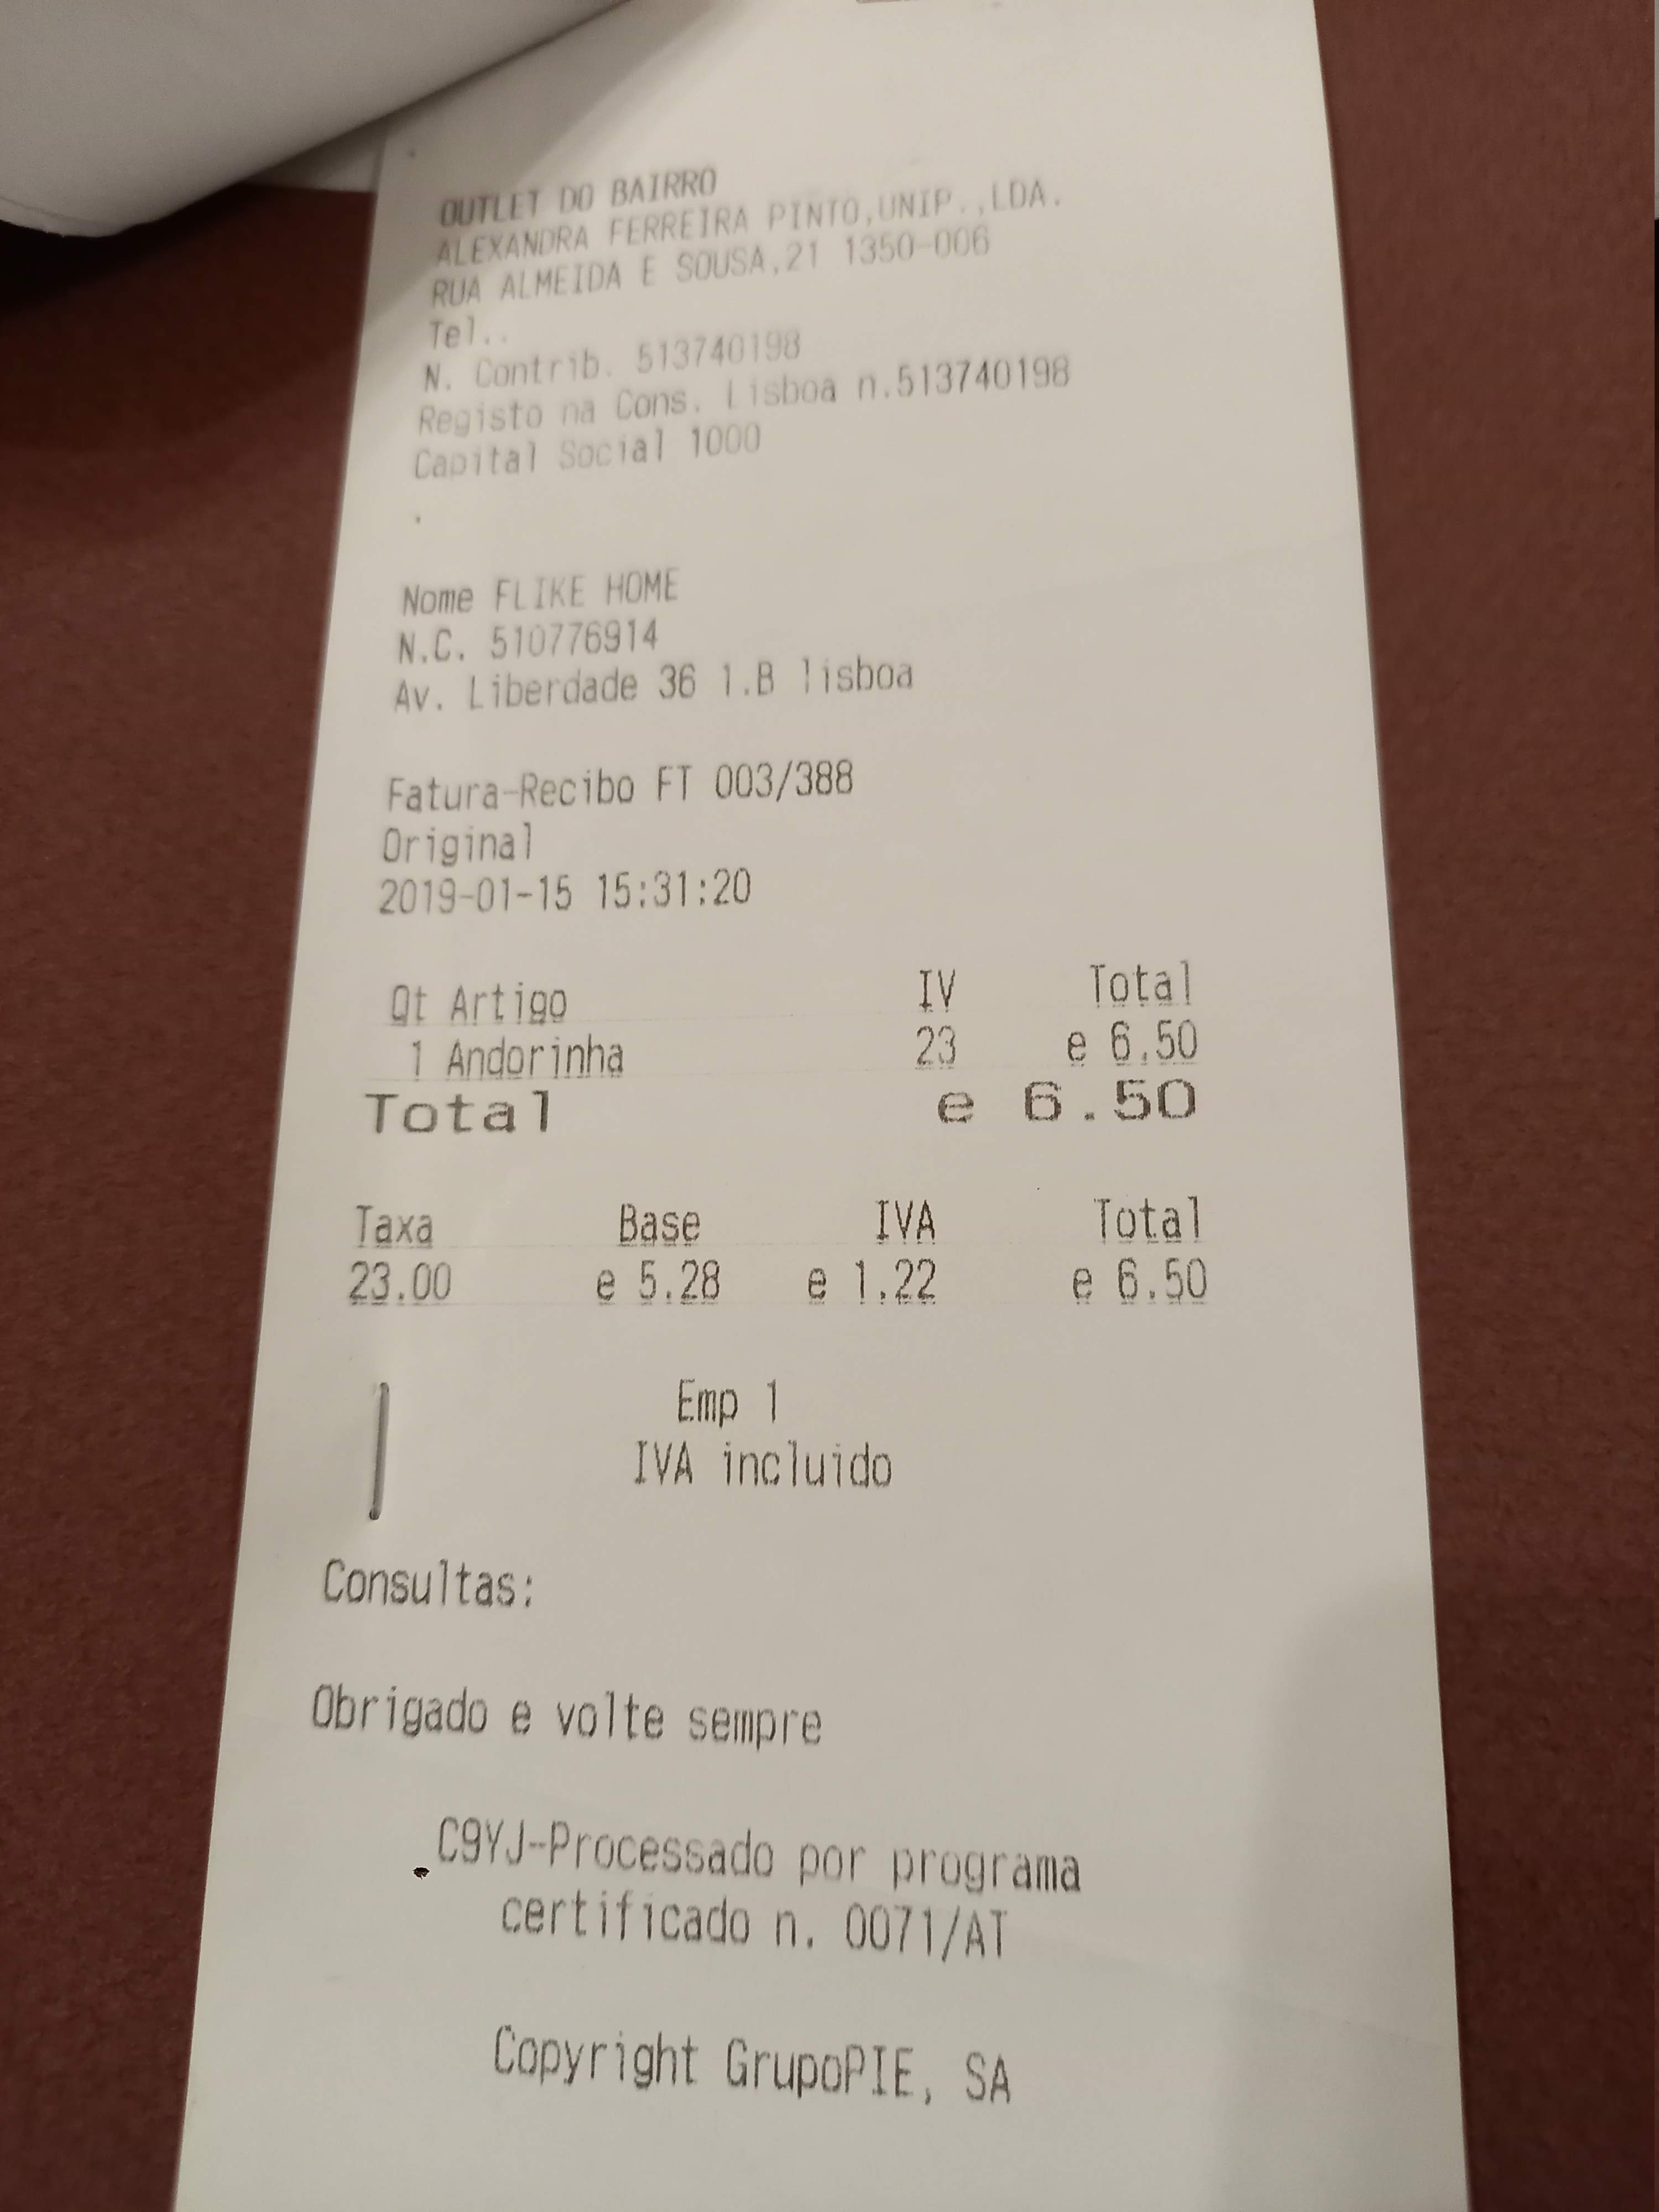 OUTLET DO BAIRRO
ALEXANDRA FERREIRA PINTO,UNIP.,LDA.
RUA ALMEIDA E SOUSA,21 1350-006
Tel..
N. Contrib. 513740198
Registo na Cons. Lisboa n.513740198
Capital Social 1000
.
Nome FLIKE HOME
N.C. 510776914
Av. Liberdade 36 1.B lisboa
Fatura-Recibo FT 003/388
Original
2019-01-15 15:31:20
Qt Artigo IV Total
1 Andorinha 23 e 6.50
Total e 6.50
Taxa Base IVA Total
23.00 e 5.28 e 1.22 e 6.50
Emp 1
IVA incluido
Consultas:
Obrigado e volte sempre
C9YJ-Processado por programa
certificado n. 0071/AT
Copyright GrupoPIE, SA